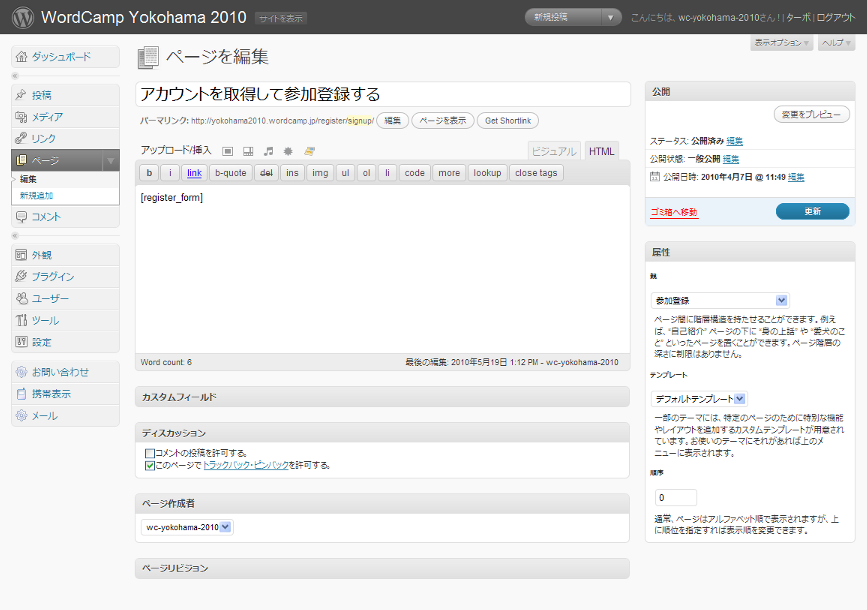 WordCamp Yokohama 2010 サイトを表示
新規投稿
こんにちは、wc-yokohama-2010さん! | ターボ | ログアウト
表示オプション
ヘルプ
ダッシュボード
投稿
メディア
リンク
ページ
編集
新規追加
コメント
外観
プラグイン
ユーザー
ツール
設定
お問い合わせ
携帯表示
メール
ページを編集
アカウントを取得して参加登録する
パーマリンク: http://yokohama2010.wordcamp.jp/register/signup/ 編集 ページを表示 Get Shortlink
アップロード/挿入
ビジュアル HTML
b i link b-quote del ins img ul ol li code more lookup close tags
[register_form]
Word count: 6
最後の編集: 2010年5月19日 1:12 PM - wc-yokohama-2010
カスタムフィールド
ディスカッション
コメントの投稿を許可する。
このページでトラックバック・ピンバックを許可する。
ページ作成者
wc-yokohama-2010
ページリビジョン
公開
変更をプレビュー
ステータス: 公開済み 編集
公開状態: 一般公開 編集
公開日時: 2010年4月7日 @ 11:49 編集
ゴミ箱へ移動
更新
属性
親
参加登録
ページ間に階層構造を持たせることができます。例え
ば、“自己紹介” ページの下に “身の上話” や “愛犬のこ
と” といったページを置くことができます。ページ階層の
深さに制限はありません。
テンプレート
デフォルトテンプレート
一部のテーマには、特定のページのために特別な機能
やレイアウトを追加するカスタムテンプレートが用意され
ています。お使いのテーマにそれがあれば上のメ
ニューに表示されます。
順序
0
通常、ページはアルファベット順で表示されますが、上
に順位を指定すれば表示順を変更できます。